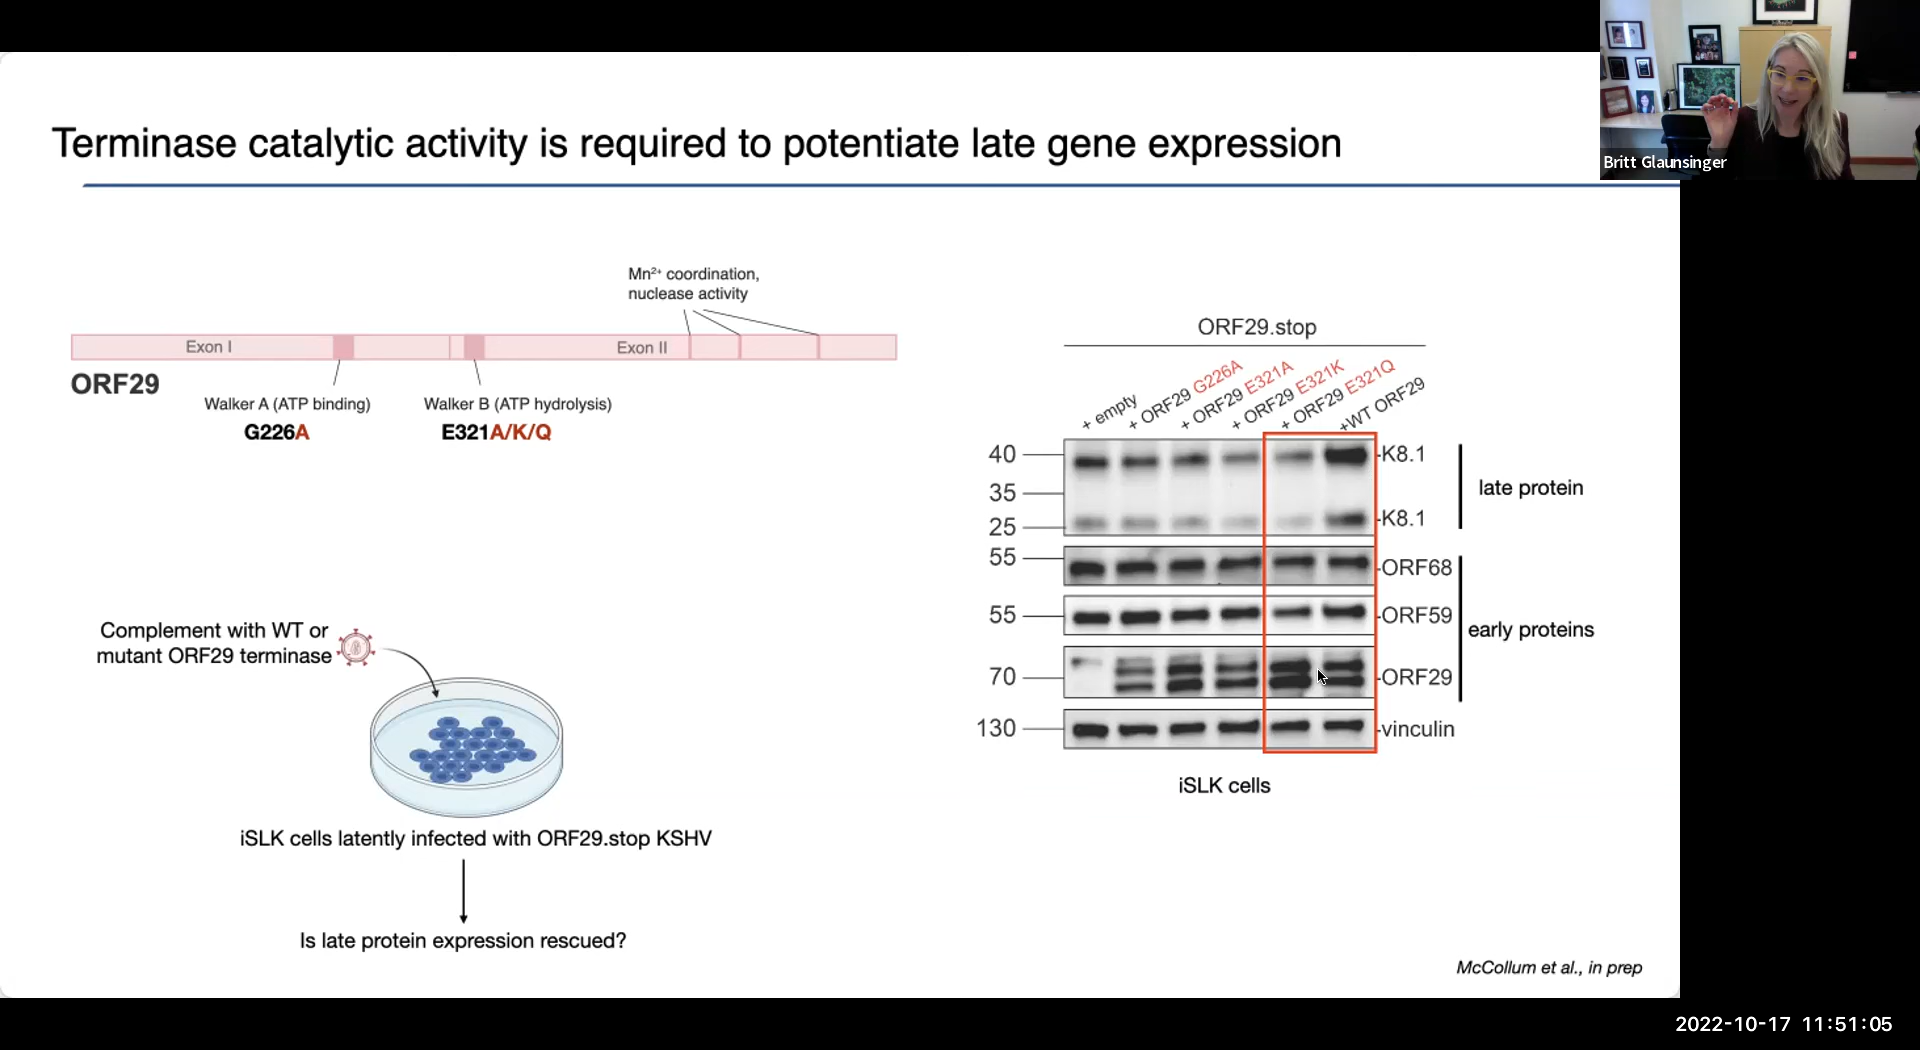 Terminase catalytic activity is required to potentiate late gene expression
Britt Glaunsinger
Mn²⁺ coordination,
nuclease activity
Exon I
Exon II
ORF29
Walker A (ATP binding)
G226A
Walker B (ATP hydrolysis)
E321A/K/Q
Complement with WT or
mutant ORF29 terminase
iSLK cells latently infected with ORF29.stop KSHV
Is late protein expression rescued?
ORF29.stop
+ empty
+ ORF29 G226A
+ ORF29 E321A
+ ORF29 E321K
+ ORF29 E321Q
+WT ORF29
40
35
25
55
55
70
130
-K8.1
-K8.1
-ORF68
-ORF59
-ORF29
-vinculin
late protein
early proteins
iSLK cells
McCollum et al., in prep
2022-10-17 11:51:05